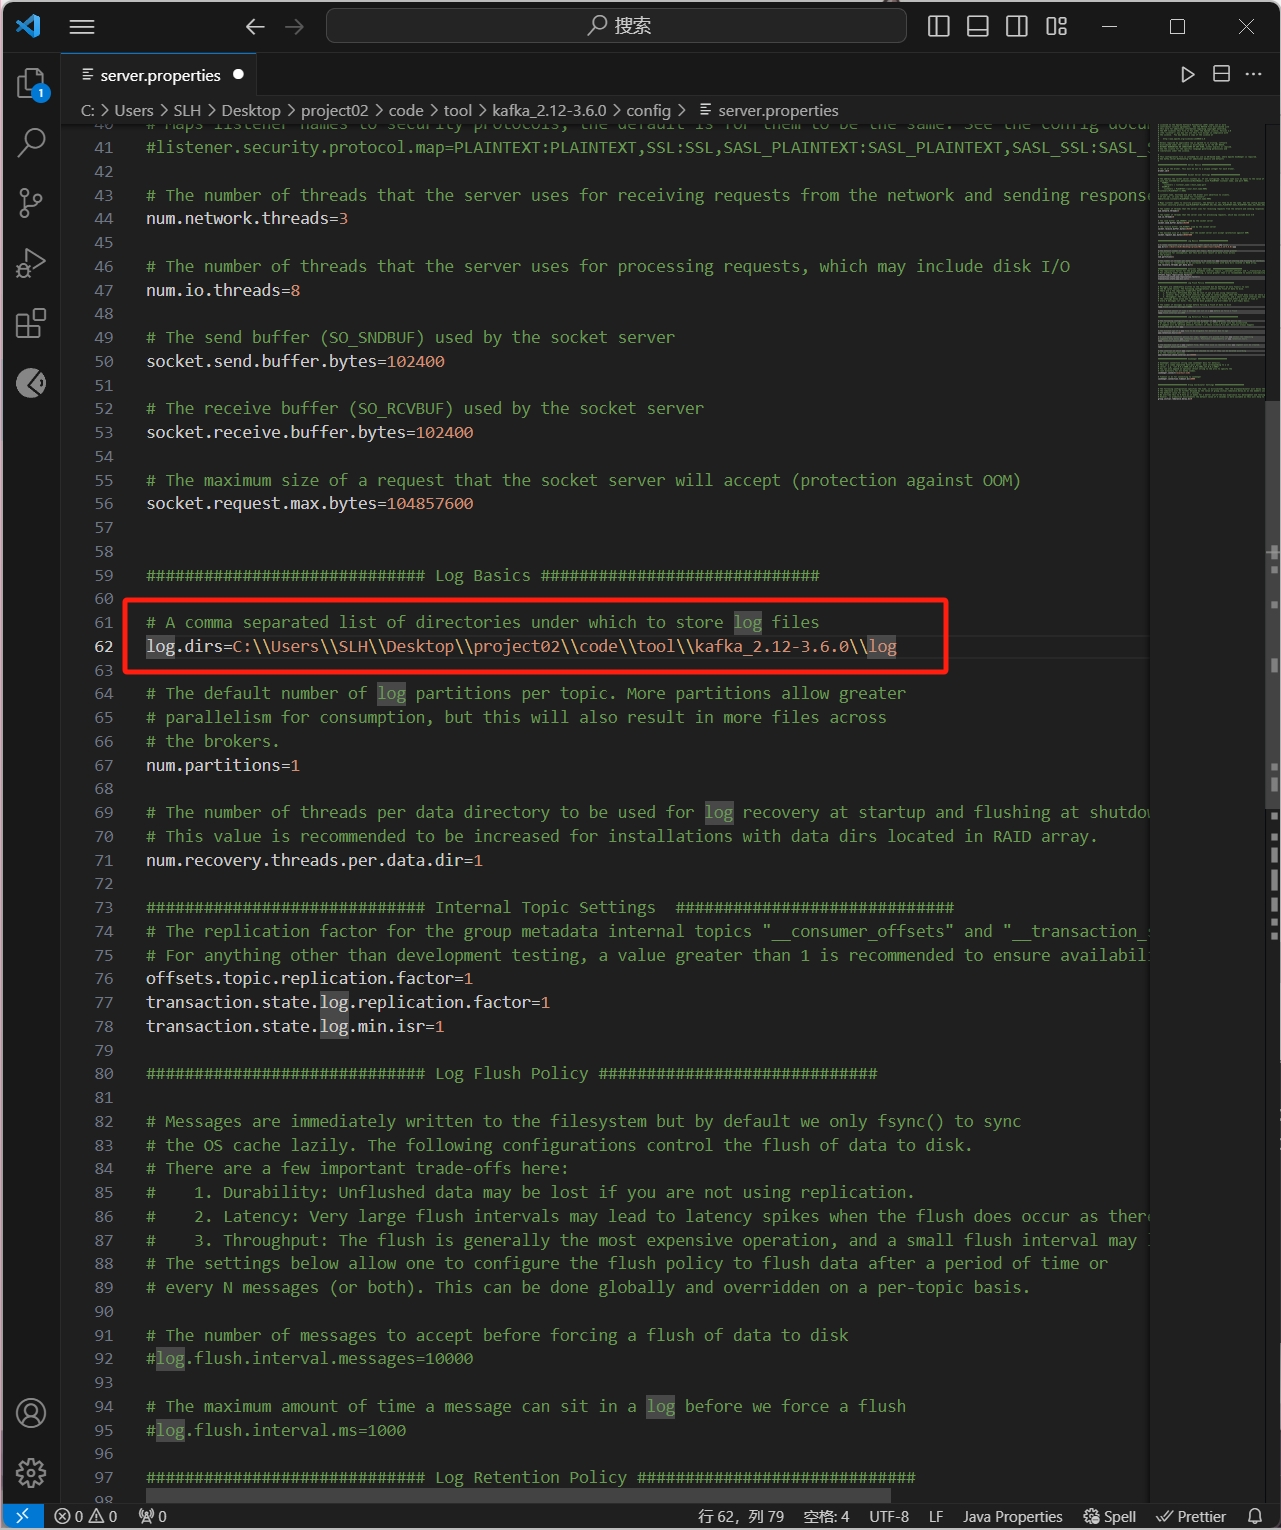 搜索
server.properties
C: > Users > SLH > Desktop > project02 > code > tool > kafka_2.12-3.6.0 > config > server.properties
40 # Maps listener names to security protocols, the default is for them to be the same. See the config docu
41 #listener.security.protocol.map=PLAINTEXT:PLAINTEXT,SSL:SSL,SASL_PLAINTEXT:SASL_PLAINTEXT,SASL_SSL:SASL_S
42
43 # The number of threads that the server uses for receiving requests from the network and sending respons
44 num.network.threads=3
45
46 # The number of threads that the server uses for processing requests, which may include disk I/O
47 num.io.threads=8
48
49 # The send buffer (SO_SNDBUF) used by the socket server
50 socket.send.buffer.bytes=102400
51
52 # The receive buffer (SO_RCVBUF) used by the socket server
53 socket.receive.buffer.bytes=102400
54
55 # The maximum size of a request that the socket server will accept (protection against OOM)
56 socket.request.max.bytes=104857600
57
58
59 ############################# Log Basics #############################
60
61 # A comma separated list of directories under which to store log files
62 log.dirs=C:\\Users\\SLH\\Desktop\\project02\\code\\tool\\kafka_2.12-3.6.0\\log
63
64 # The default number of log partitions per topic. More partitions allow greater
65 # parallelism for consumption, but this will also result in more files across
66 # the brokers.
67 num.partitions=1
68
69 # The number of threads per data directory to be used for log recovery at startup and flushing at shutdow
70 # This value is recommended to be increased for installations with data dirs located in RAID array.
71 num.recovery.threads.per.data.dir=1
72
73 ############################# Internal Topic Settings  #############################
74 # The replication factor for the group metadata internal topics "__consumer_offsets" and "__transaction_s
75 # For anything other than development testing, a value greater than 1 is recommended to ensure availabili
76 offsets.topic.replication.factor=1
77 transaction.state.log.replication.factor=1
78 transaction.state.log.min.isr=1
79
80 ############################# Log Flush Policy #############################
81
82 # Messages are immediately written to the filesystem but by default we only fsync() to sync
83 # the OS cache lazily. The following configurations control the flush of data to disk.
84 # There are a few important trade-offs here:
85 #    1. Durability: Unflushed data may be lost if you are not using replication.
86 #    2. Latency: Very large flush intervals may lead to latency spikes when the flush does occur as ther
87 #    3. Throughput: The flush is generally the most expensive operation, and a small flush interval may
88 # The settings below allow one to configure the flush policy to flush data after a period of time or
89 # every N messages (or both). This can be done globally and overridden on a per-topic basis.
90
91 # The number of messages to accept before forcing a flush of data to disk
92 #log.flush.interval.messages=10000
93
94 # The maximum amount of time a message can sit in a log before we force a flush
95 #log.flush.interval.ms=1000
96
97 ############################# Log Retention Policy #############################
98
1
0 0 0 行 62，列 79 空格: 4 UTF-8 LF Java Properties Spell Prettier